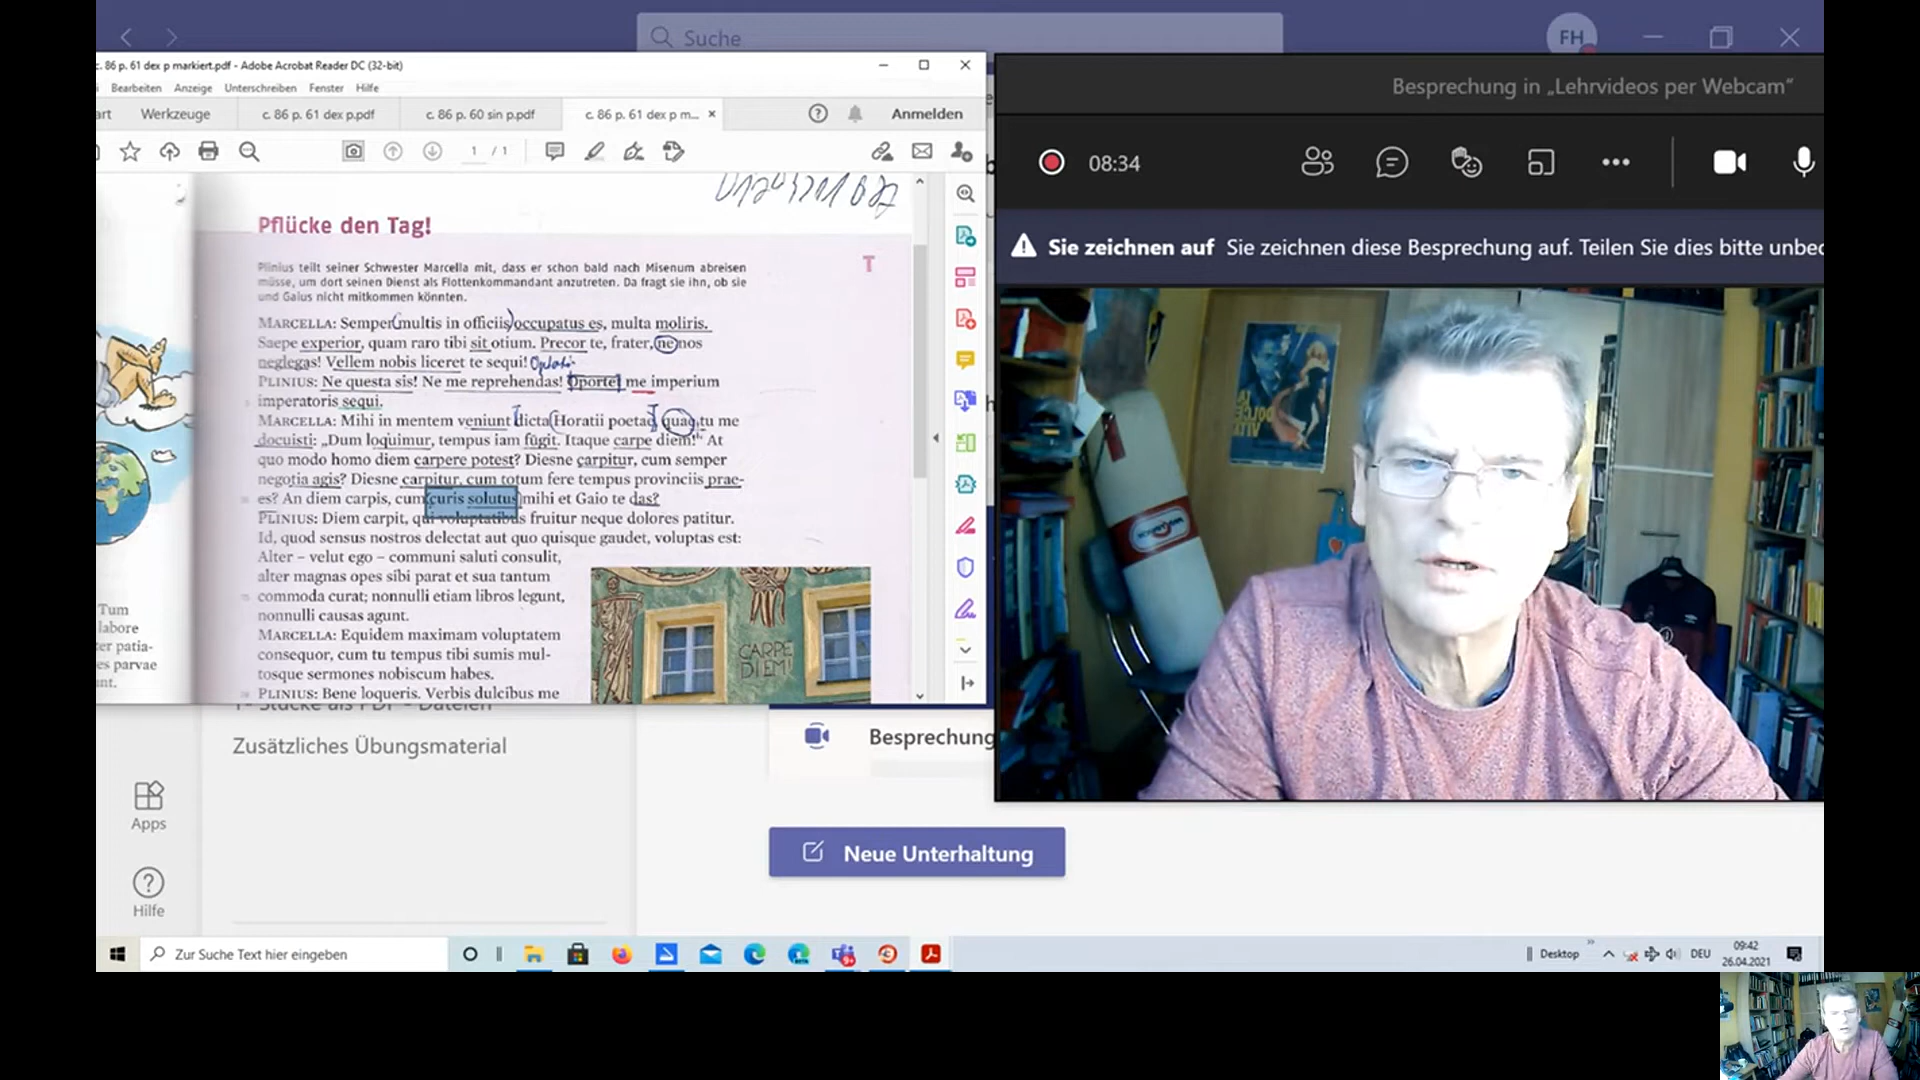 Suche
FH
c. 86 p. 61 dex p markiert.pdf - Adobe Acrobat Reader DC (32-bit)
Bearbeiten Anzeige Unterschreiben Fenster Hilfe
art Werkzeuge c. 86 p. 61 dex p.pdf c. 86 p. 60 sin p.pdf c. 86 p. 61 dex p m... Anmelden
1 / 1
Pflücke den Tag!
T
Plinius teilt seiner Schwester Marcella mit, dass er schon bald nach Misenum abreisen
müsse, um dort seinen Dienst als Flottenkommandant anzutreten. Da fragt sie ihn, ob sie
und Gaius nicht mitkommen könnten.
MARCELLA: Semper multis in officiis occupatus es, multa moliris.
Saepe experior, quam raro tibi sit otium. Precor te, frater, ne nos
neglegas! Vellem nobis liceret te sequi!
PLINIUS: Ne questa sis! Ne me reprehendas! Oportet me imperium
imperatoris sequi.
MARCELLA: Mihi in mentem veniunt dicta Horatii poetae, quae tu me
docuisti: „Dum loquimur, tempus iam fugit. Itaque carpe diem!“ At
quo modo homo diem carpere potest? Diesne carpitur, cum semper
negotia agis? Diesne carpitur, cum totum fere tempus provinciis prae-
es? An diem carpis, cum curis solutus mihi et Gaio te das?
PLINIUS: Diem carpit, qui voluptatibus fruitur neque dolores patitur.
Id, quod sensus nostros delectat aut quo quisque gaudet, voluptas est:
Alter – velut ego – communi saluti consulit,
alter magnas opes sibi parat et sua tantum
commoda curat; nonnulli etiam libros legunt,
nonnulli causas agunt.
MARCELLA: Equidem maximam voluptatem
consequor, cum tu tempus tibi sumis mul-
tosque sermones nobiscum habes.
PLINIUS: Bene loqueris. Verbis dulcibus me
CARPE
DIEM!
Tum
labore
ter patia-
es parvae
nt.
Besprechung in „Lehrvideos per Webcam“
08:34
Sie zeichnen auf Sie zeichnen diese Besprechung auf. Teilen Sie dies bitte unbed
LA
DOLCE
VITA
Stücke als PDF - Dateien
Zusätzliches Übungsmaterial
Besprechung
Neue Unterhaltung
Apps
Hilfe
Zur Suche Text hier eingeben
9+
Desktop
DEU
09:42
26.04.2021